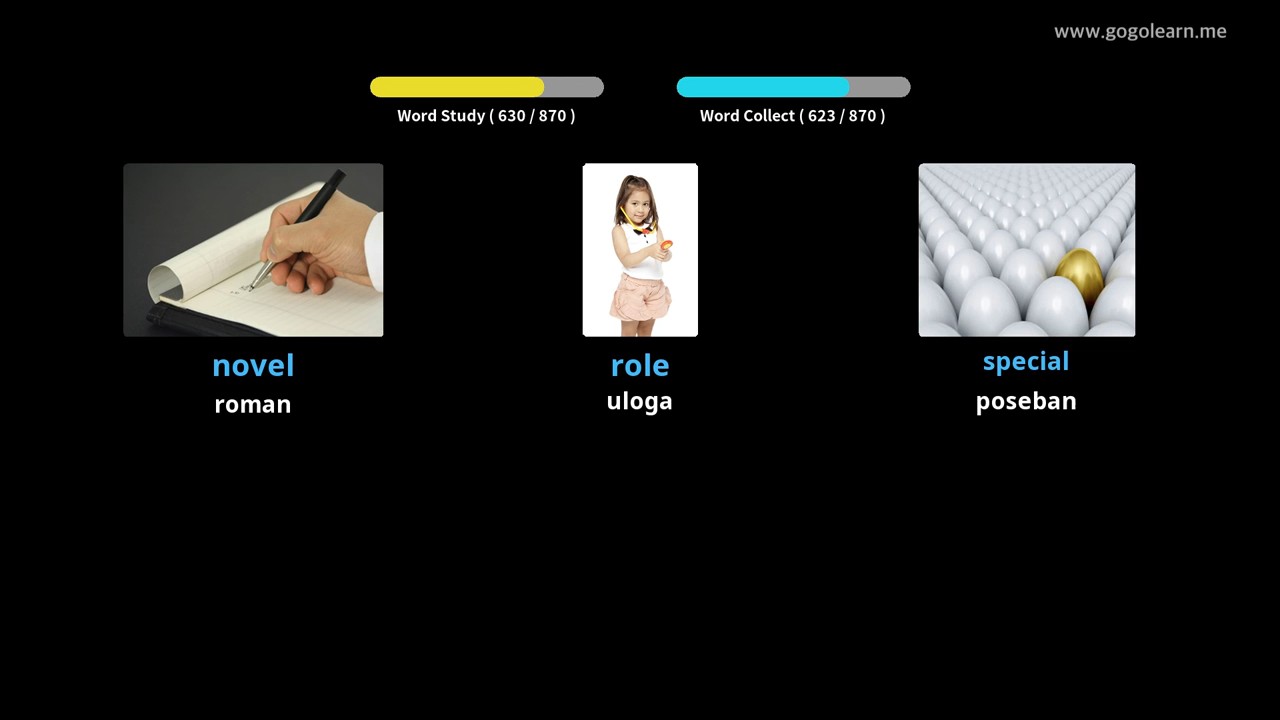 www.gogolearn.me
Word Study ( 630 / 870 )
Word Collect ( 623 / 870 )
novel
roman
role
uloga
special
poseban